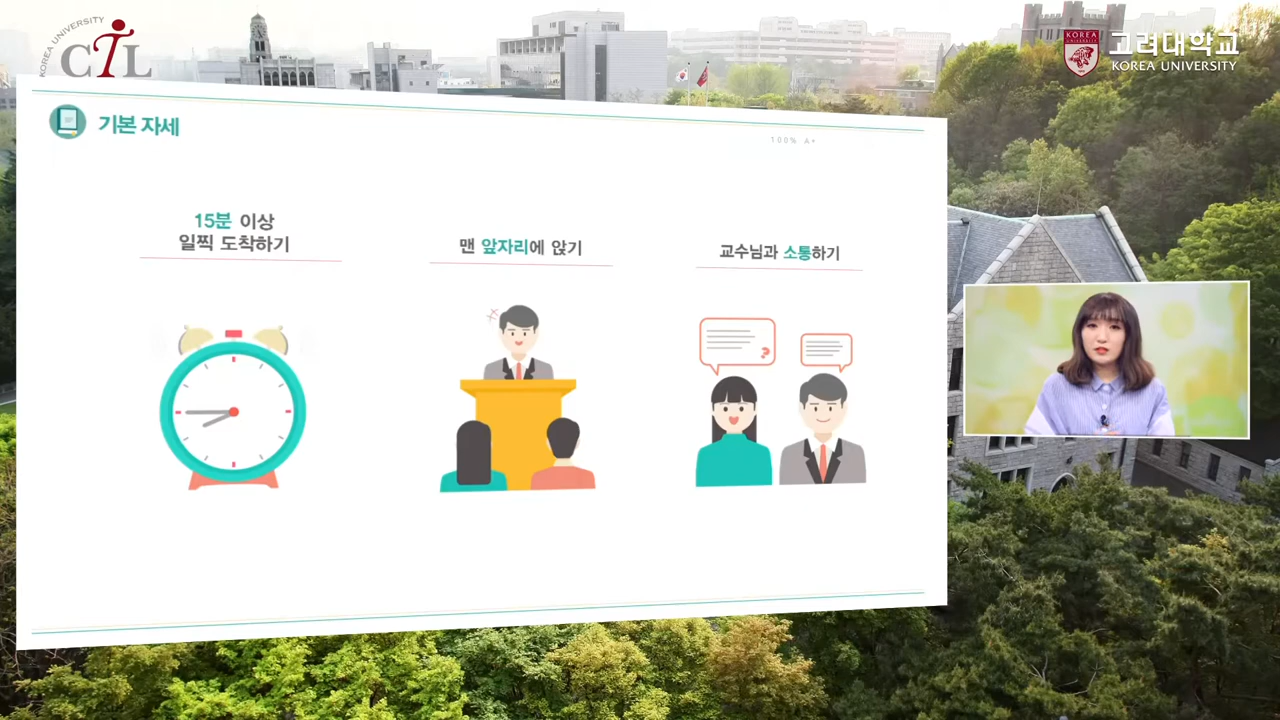 KOREA UNIVERSITY
CTL
고려대학교
KOREA UNIVERSITY
KOREA
기본 자세
100% A+
15분 이상
일찍 도착하기
맨 앞자리에 앉기
교수님과 소통하기
?